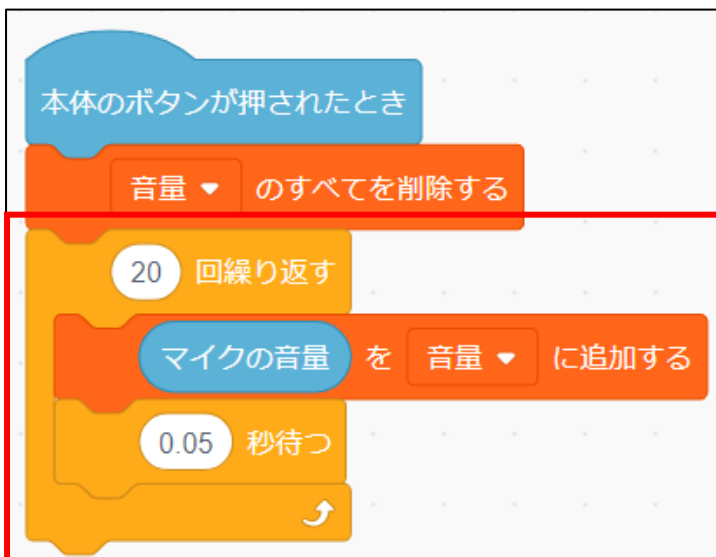 本体のボタンが押されたとき
音量 のすべてを削除する
20 回繰り返す
マイクの音量 を 音量 に追加する
0.05 秒待つ